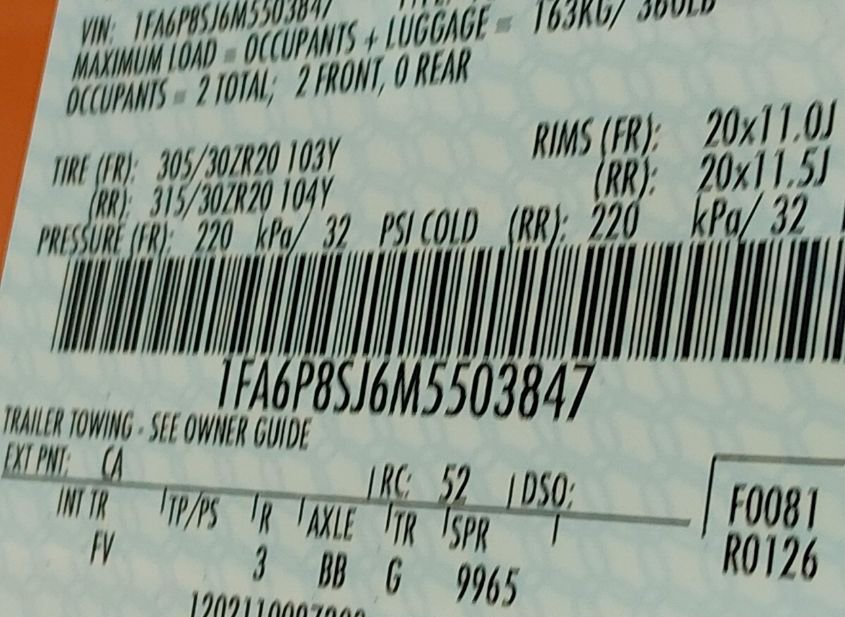 VIN: 1FA6P8SJ6M5503847
MAXIMUM LOAD = OCCUPANTS + LUGGAGE = 163KG/ 360LB
OCCUPANTS = 2 TOTAL; 2 FRONT, 0 REAR
TIRE (FR): 305/30ZR20 103Y RIMS (FR): 20x11.0J
(RR): 315/30ZR20 104Y (RR): 20x11.5J
PRESSURE (FR): 220 kPa/ 32 PSI COLD (RR): 220 kPa/ 32
1FA6P8SJ6M5503847
TRAILER TOWING - SEE OWNER GUIDE
EXT PNT: CA RC: 52 DSO:
INT TR TP/PS R AXLE TR SPR F0081
FV 3 BB G 9965 R0126